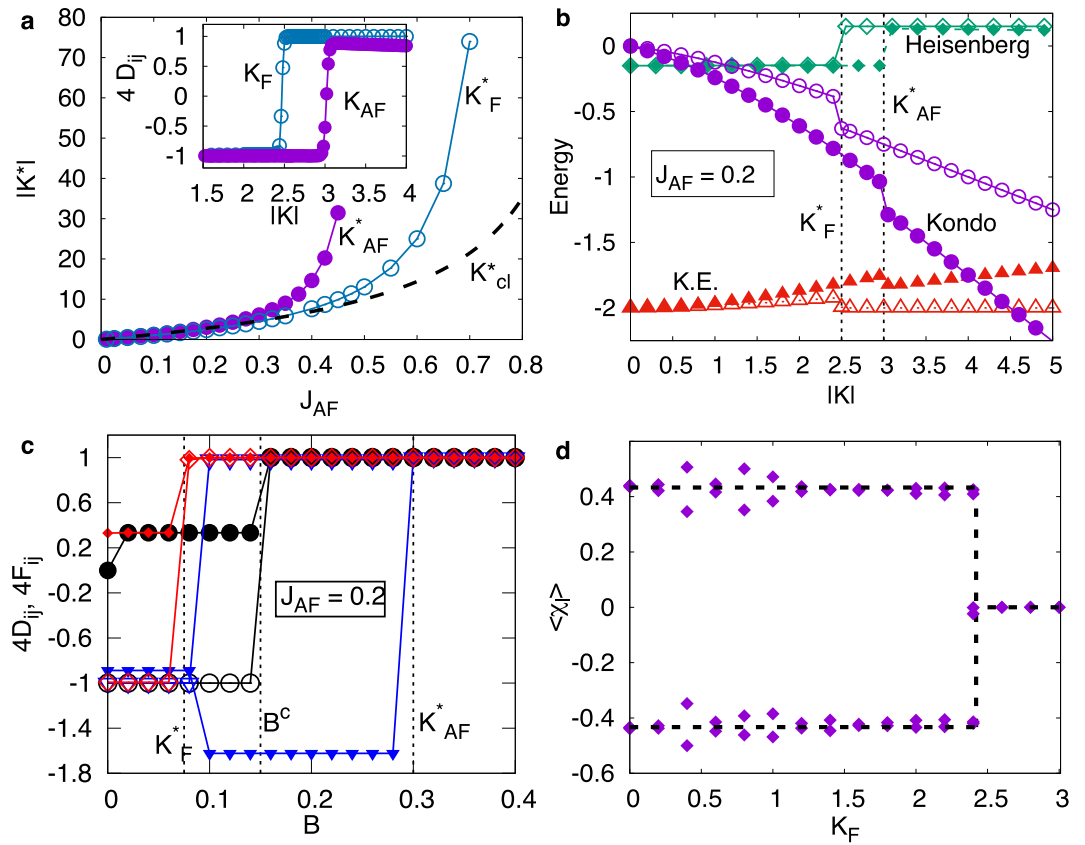 a
|K*|
80
70
60
50
40
30
20
10
0
0 0.1 0.2 0.3 0.4 0.5 0.6 0.7 0.8
J_AF
K*_F
K*_AF
K*_cl
4 D_ij
1
0.5
0
-0.5
-1
1.5 2 2.5 3 3.5 4
|K|
K_F
K_AF
b
Energy
0
-0.5
-1
-1.5
-2
0 0.5 1 1.5 2 2.5 3 3.5 4 4.5 5
|K|
Heisenberg
K*_AF
J_AF = 0.2
K*_F
Kondo
K.E.
c
4D_ij, 4F_ij
1
0.6
0.2
-0.2
-0.6
-1
-1.4
-1.8
0 0.1 0.2 0.3 0.4
B
J_AF = 0.2
K*_F
B^c
K*_AF
d
<χ_l>
0.4
0.2
0
-0.2
-0.4
-0.6
0 0.5 1 1.5 2 2.5 3
K_F